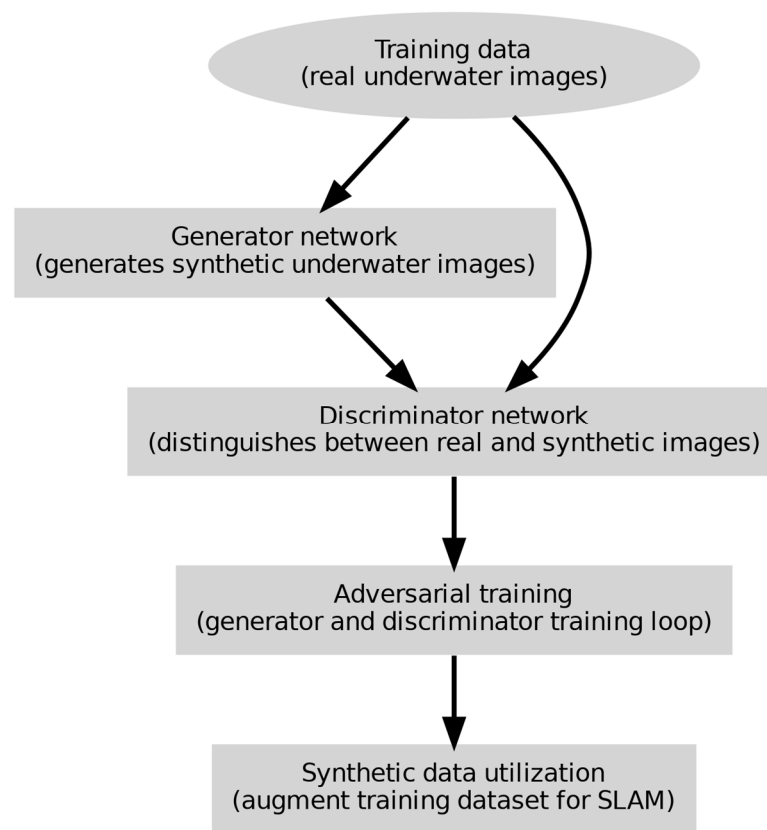 Training data
(real underwater images)
Generator network
(generates synthetic underwater images)
Discriminator network
(distinguishes between real and synthetic images)
Adversarial training
(generator and discriminator training loop)
Synthetic data utilization
(augment training dataset for SLAM)